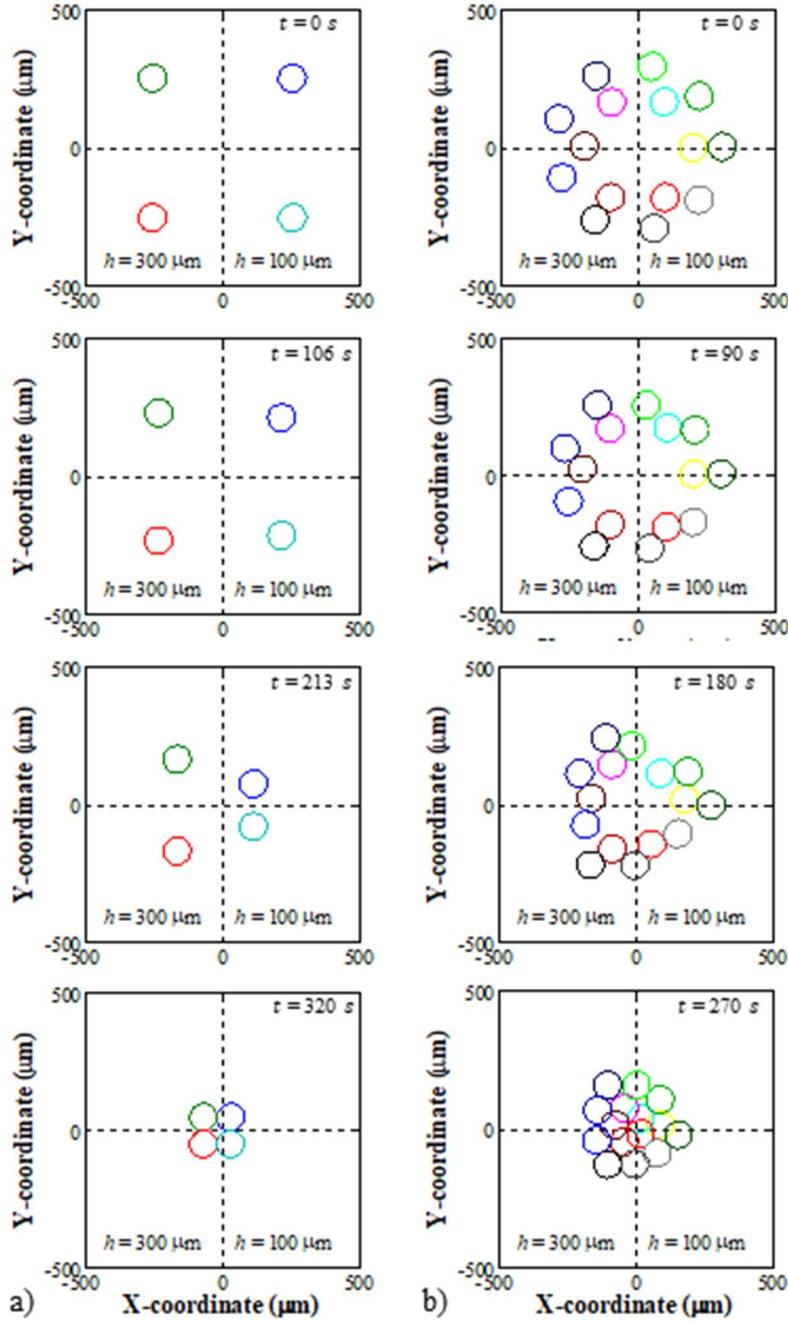 500
t = 0 s
Y-coordinate (μm)
0
h = 300 μm
h = 100 μm
-500
-500
0
500
500
t = 0 s
Y-coordinate (μm)
0
h = 300 μm
h = 100 μm
-500
-500
0
500
500
t = 106 s
Y-coordinate (μm)
0
h = 300 μm
h = 100 μm
-500
-500
0
500
500
t = 90 s
Y-coordinate (μm)
0
h = 300 μm
h = 100 μm
-500
-500
0
500
500
t = 213 s
Y-coordinate (μm)
0
h = 300 μm
h = 100 μm
-500
-500
0
500
500
t = 180 s
Y-coordinate (μm)
0
h = 300 μm
h = 100 μm
-500
-500
0
500
500
t = 320 s
Y-coordinate (μm)
0
h = 300 μm
h = 100 μm
-500
-500
0
500
a)
X-coordinate (μm)
500
t = 270 s
Y-coordinate (μm)
0
h = 300 μm
h = 100 μm
-500
-500
0
500
b)
X-coordinate (μm)